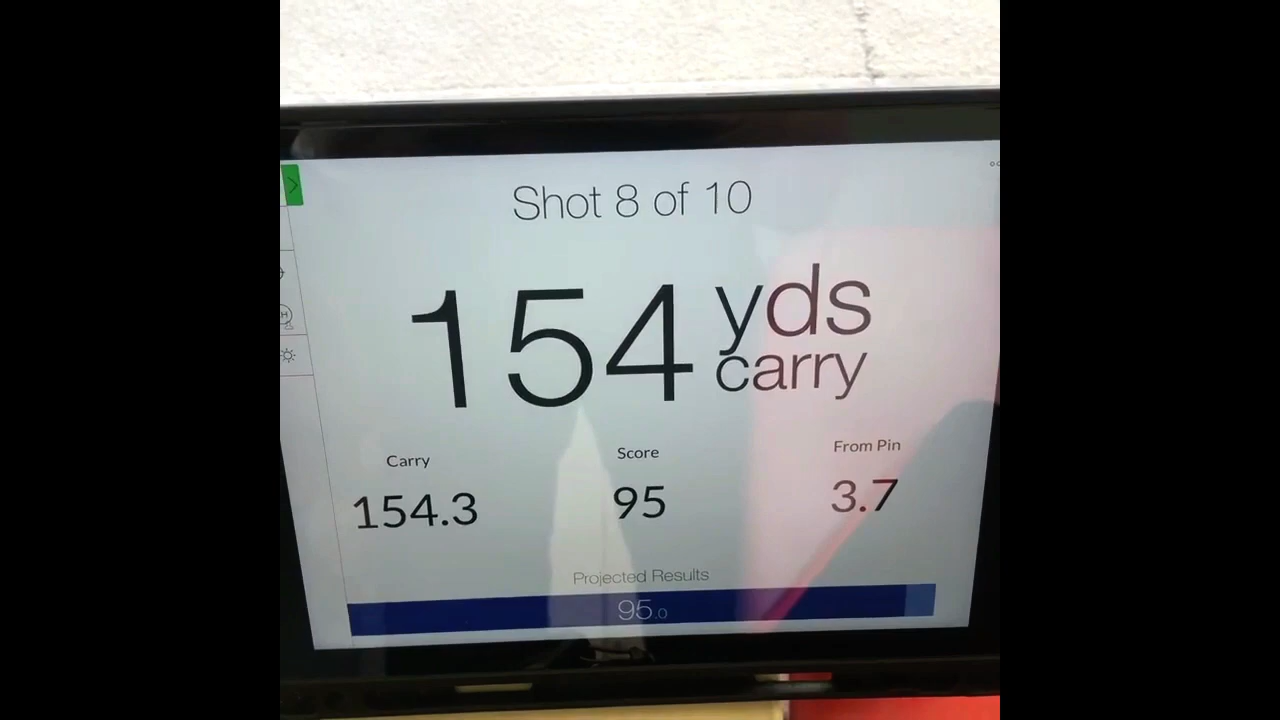 Shot 8 of 10
154 yds
carry
Carry
Score
From Pin
154.3
95
3.7
Projected Results
95.0